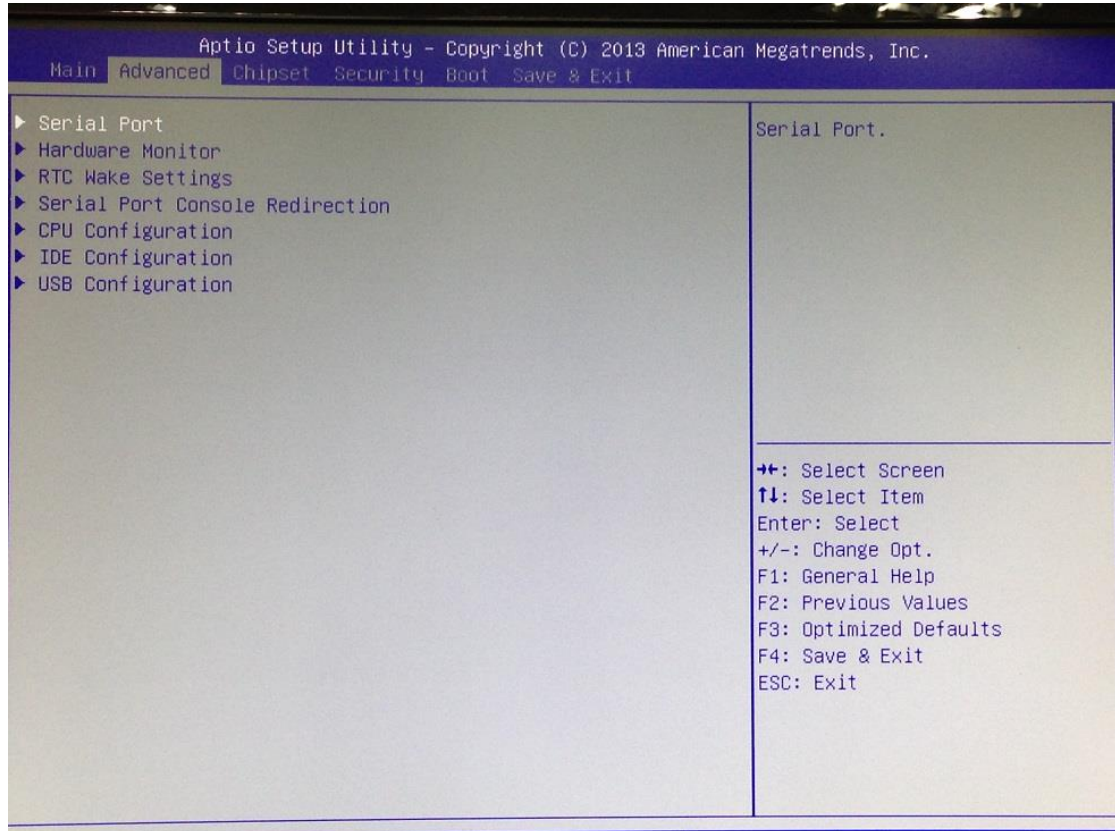 Aptio Setup Utility – Copyright (C) 2013 American Megatrends, Inc.
Main Advanced Chipset Security Boot Save & Exit
▶ Serial Port
▶ Hardware Monitor
▶ RTC Wake Settings
▶ Serial Port Console Redirection
▶ CPU Configuration
▶ IDE Configuration
▶ USB Configuration
Serial Port.
→←: Select Screen
↑↓: Select Item
Enter: Select
+/-: Change Opt.
F1: General Help
F2: Previous Values
F3: Optimized Defaults
F4: Save & Exit
ESC: Exit